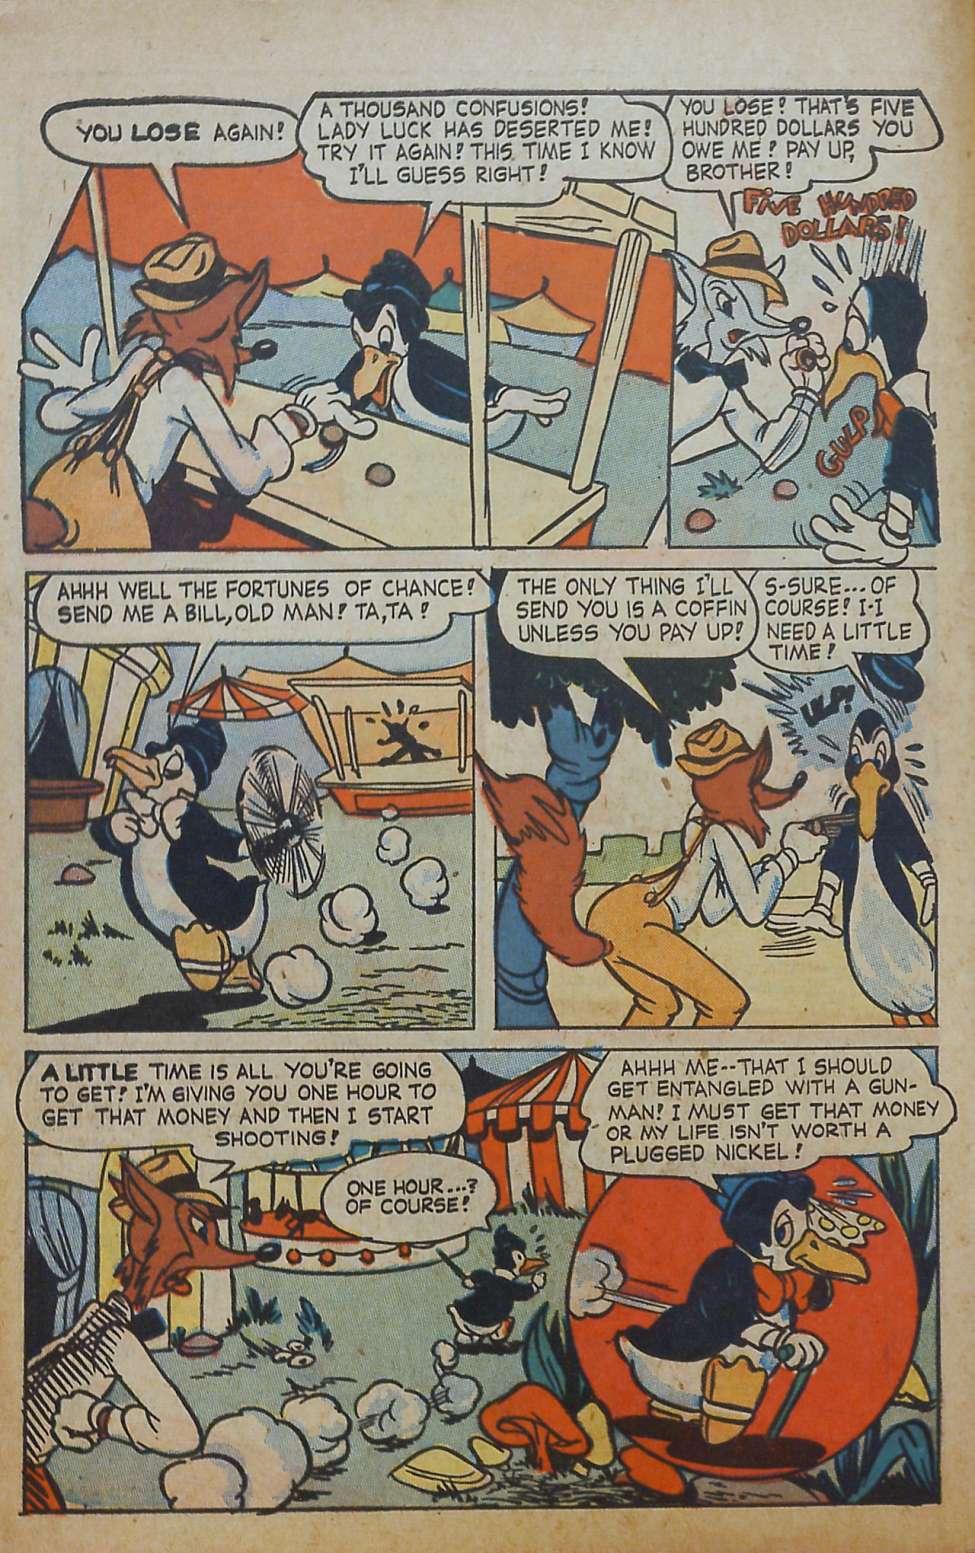 YOU LOSE AGAIN!
A THOUSAND CONFUSIONS!
LADY LUCK HAS DESERTED ME!
TRY IT AGAIN! THIS TIME I KNOW
I'LL GUESS RIGHT!
YOU LOSE! THAT'S FIVE
HUNDRED DOLLARS YOU
OWE ME! PAY UP,
BROTHER!
FIVE HUNDRED
DOLLARS!
GULP
AHHH WELL THE FORTUNES OF CHANCE!
SEND ME A BILL, OLD MAN! TA, TA!
THE ONLY THING I'LL
SEND YOU IS A COFFIN
UNLESS YOU PAY UP!
S-SURE... OF
COURSE! I-I
NEED A LITTLE
TIME!
ULP!
A LITTLE TIME IS ALL YOU'RE GOING
TO GET! I'M GIVING YOU ONE HOUR TO
GET THAT MONEY AND THEN I START
SHOOTING!
ONE HOUR...?
OF COURSE!
AHHH ME--THAT I SHOULD
GET ENTANGLED WITH A GUN-
MAN! I MUST GET THAT MONEY
OR MY LIFE ISN'T WORTH A
PLUGGED NICKEL!